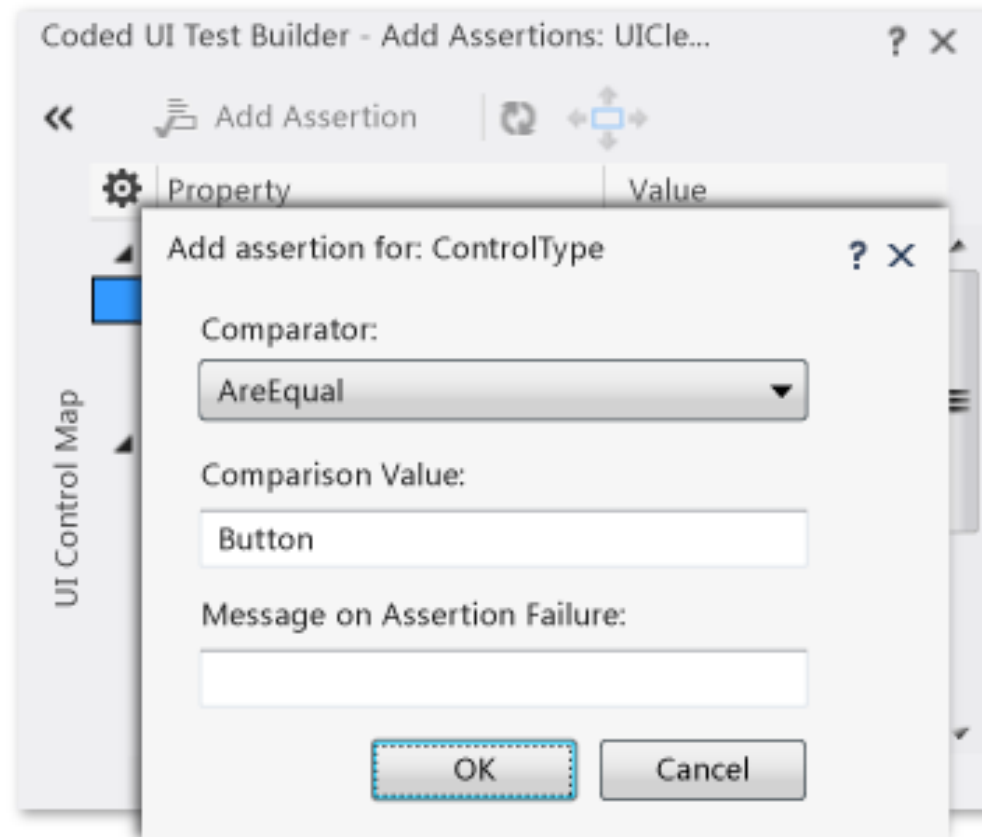 Coded UI Test Builder - Add Assertions: UICle...
Add Assertion
Property Value
UI Control Map
Add assertion for: ControlType
Comparator:
AreEqual
Comparison Value:
Button
Message on Assertion Failure:
OK Cancel